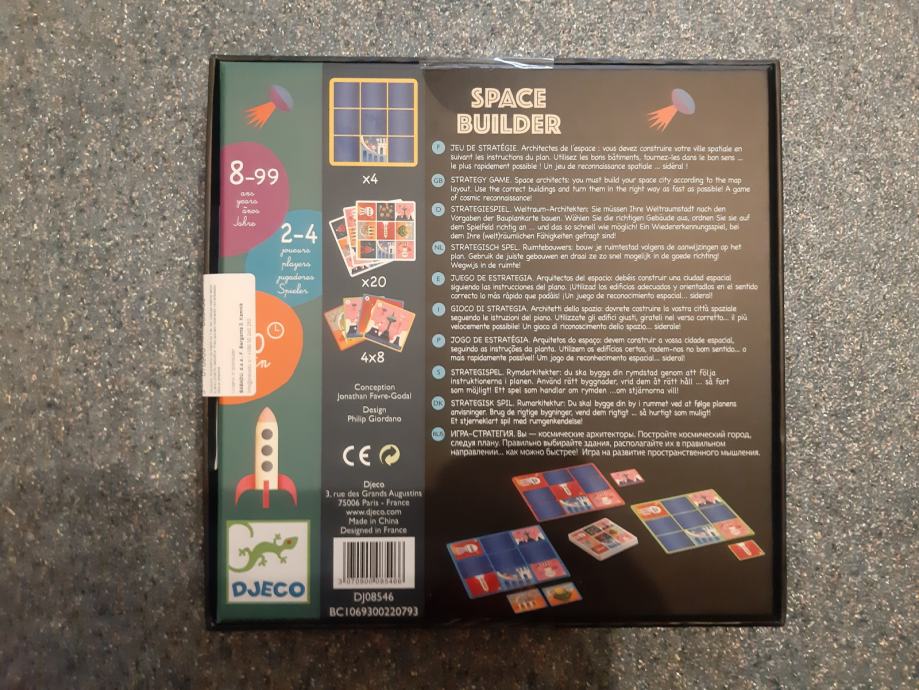 8-99
ans
years
años
Jahre
2-4
joueurs
players
jugadores
Spieler
DJECO
x4
x20
4x8
Conception
Jonathan Favre-Godal
Design
Philip Giordano
CE
Djeco
3, rue des Grands Augustins
75006 Paris - France
www.djeco.com
Made in China
Designed in France
3 070900 085466
DJ08546
BC1069300220793
SPACE
BUILDER
F JEU DE STRATÉGIE. Architectes de l'espace : vous devez construire votre ville spatiale en
suivant les instructions du plan. Utilisez les bons bâtiments, tournez-les dans le bon sens ...
le plus rapidement possible ! Un jeu de reconnaissance spatiale ... sidéral !
GB STRATEGY GAME. Space architects: you must build your space city according to the map
layout. Use the correct buildings and turn them in the right way as fast as possible! A game
of cosmic reconnaissance!
D STRATEGIESPIEL. Weltraum-Architekten: Sie müssen Ihre Weltraumstadt nach den
Vorgaben der Bauplankarte bauen. Wählen Sie die richtigen Gebäude aus, ordnen Sie sie auf
dem Spielfeld richtig an ... und das so schnell wie möglich! Ein Wiedererkennungsspiel, bei
dem Ihre (welt)räumlichen Fähigkeiten gefragt sind!
NL STRATEGISCH SPEL. Ruimtebouwers: bouw je ruimtestad volgens de aanwijzingen op het
plan. Gebruik de juiste gebouwen en draai ze zo snel mogelijk in de goede richting!
Wegwijs in de ruimte!
E JUEGO DE ESTRATEGIA. Arquitectos del espacio: debéis construir una ciudad espacial
siguiendo las instrucciones del plano. ¡Utilizad los edificios adecuados y orientadlos en el sentido
correcto lo más rápido que podáis! ¡Un juego de reconocimiento espacial... sideral!
I GIOCO DI STRATEGIA. Architetti dello spazio: dovrete costruire la vostra città spaziale
seguendo le istruzioni del piano. Utilizzate gli edifici giusti, girateli nel verso corretto... il più
velocemente possibile! Un gioco di riconoscimento dello spazio... siderale!
P JOGO DE ESTRATÉGIA. Arquitetos do espaço: devem construir a vossa cidade espacial,
seguindo as instruções da planta. Utilizem os edifícios certos, rodem-nos no bom sentido... o
mais rapidamente possível! Um jogo de reconhecimento espacial... sideral!
S STRATEGISPEL. Rymdarkitekter: du ska bygga din rymdstad genom att följa
instruktionerna i planen. Använd rätt byggnader, vrid dem åt rätt håll ... så fort
som möjligt! Ett spel som handlar om rymden ...om stjärnorna vill!
DK STRATEGISK SPIL. Rumarkitektur: Du skal bygge din by i rummet ved at følge planens
anvisninger. Brug de rigtige bygninger, vend dem rigtigt ... så hurtigt som muligt!
Et stjerneklart spil med rumgenkendelse!
RUS ИГРА-СТРАТЕГИЯ. Вы — космические архитекторы. Постройте космический город,
следуя плану. Правильно выбирайте здания, располагайте их в правильном
направлении... как можно быстрее! Игра на развитие пространственного мышления.